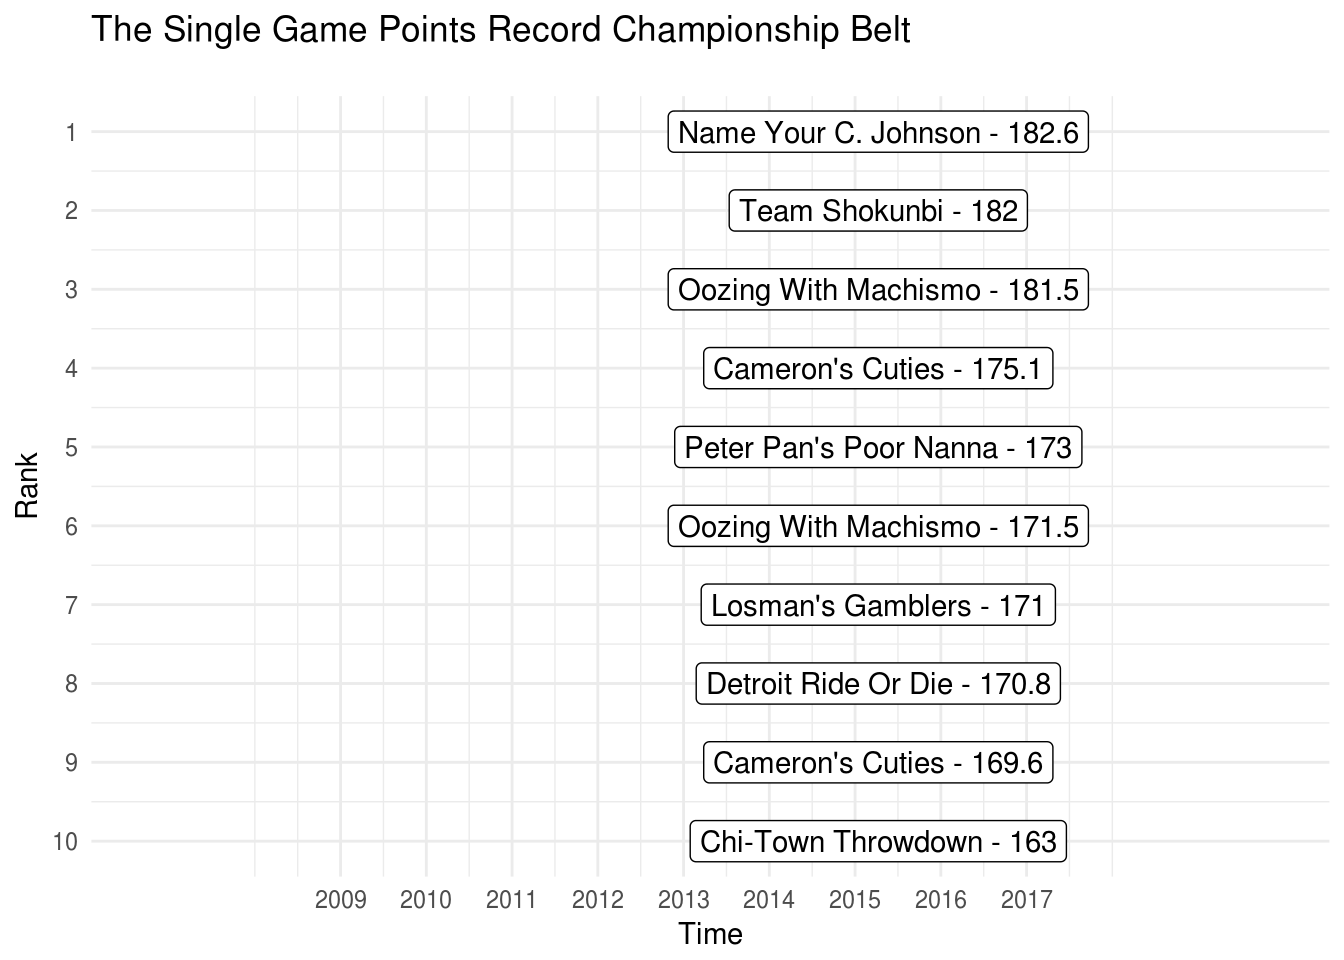 The Single Game Points Record Championship Belt
Rank
1
Name Your C. Johnson - 182.6
2
Team Shokunbi - 182
3
Oozing With Machismo - 181.5
4
Cameron's Cuties - 175.1
5
Peter Pan's Poor Nanna - 173
6
Oozing With Machismo - 171.5
7
Losman's Gamblers - 171
8
Detroit Ride Or Die - 170.8
9
Cameron's Cuties - 169.6
10
Chi-Town Throwdown - 163
2009 2010 2011 2012 2013 2014 2015 2016 2017
Time